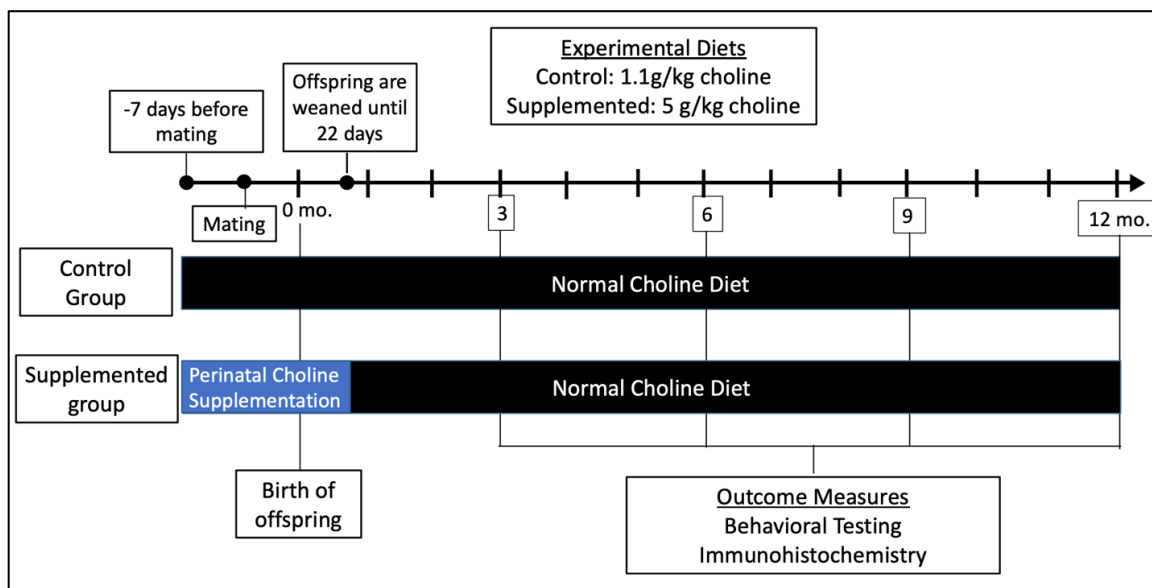 Experimental Diets
Control: 1.1g/kg choline
Supplemented: 5 g/kg choline
Offspring are
weaned until
22 days
-7 days before
mating
Mating
0 mo.
3
6
9
12 mo.
Control
Group
Normal Choline Diet
Supplemented
group
Perinatal Choline
Supplementation
Normal Choline Diet
Birth of
offspring
Outcome Measures
Behavioral Testing
Immunohistochemistry